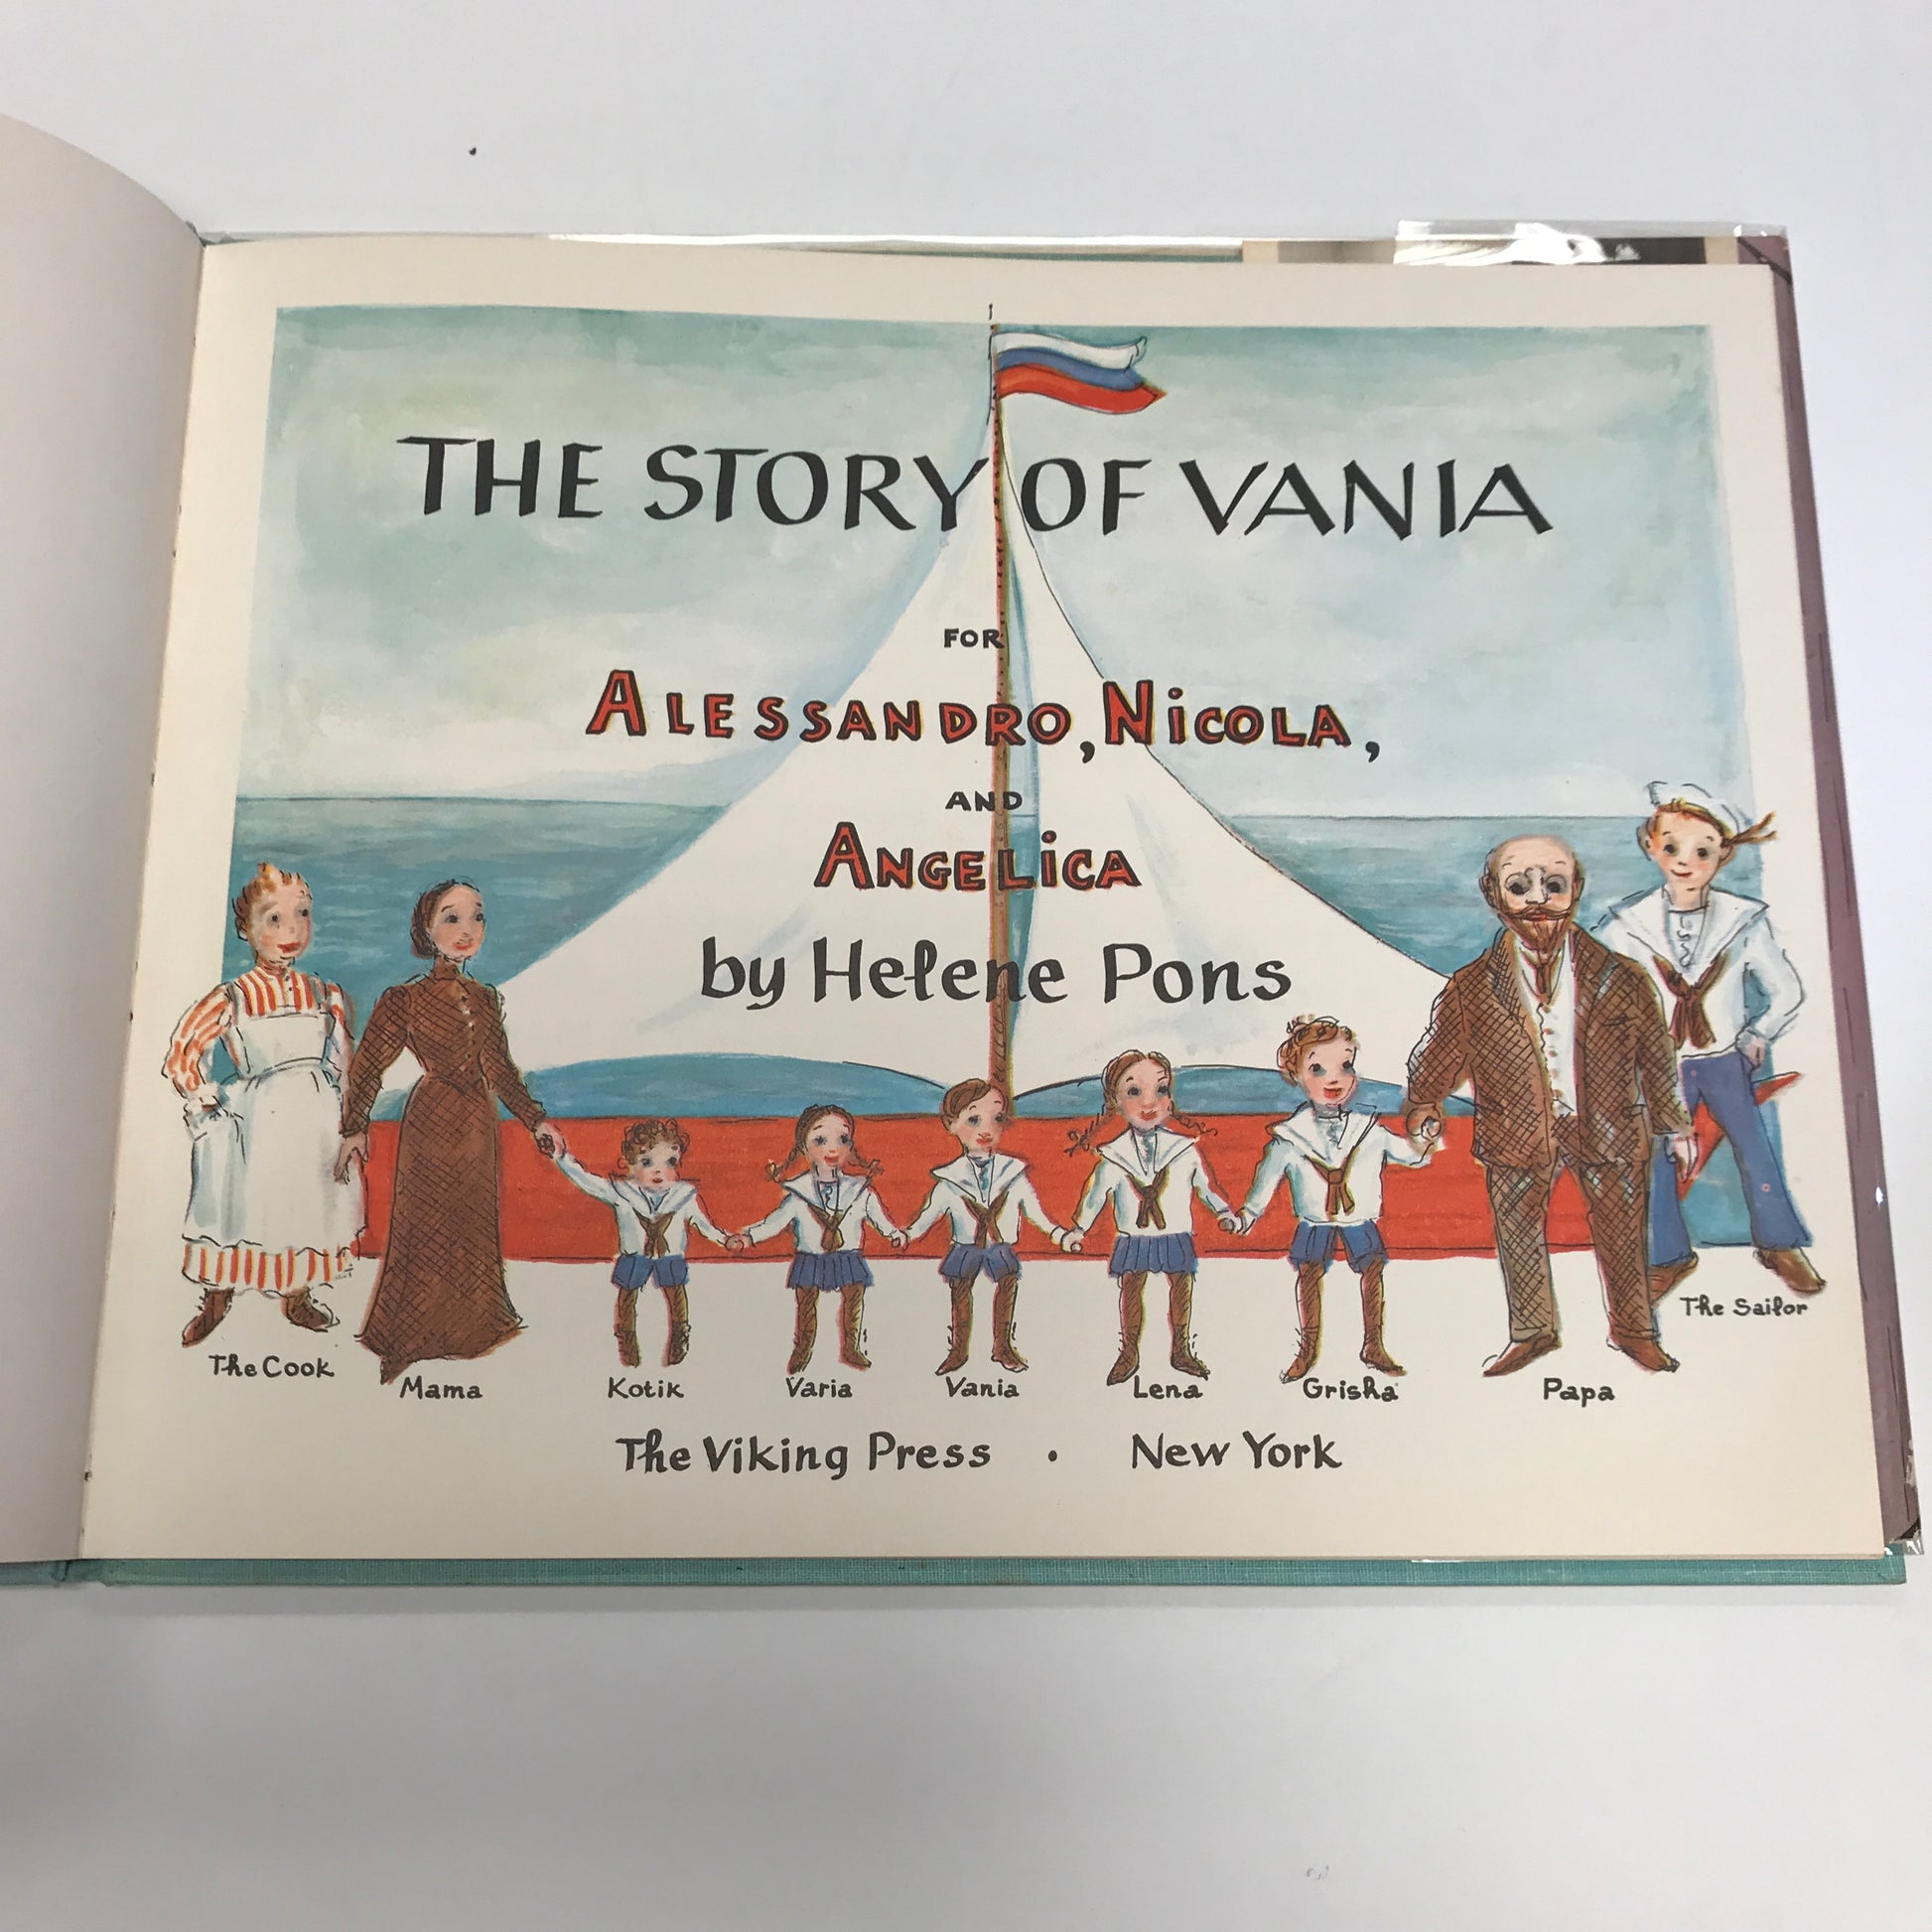 THE STORY OF VANIA
FOR
ALESSANDRO, NiCOLA,
AND
ANGELiCA
by Helene Pons
The Sailor
The Cook
Mama
Kotik
Varia
Vania
Lena
Grisha
Papa
The Viking Press · New York